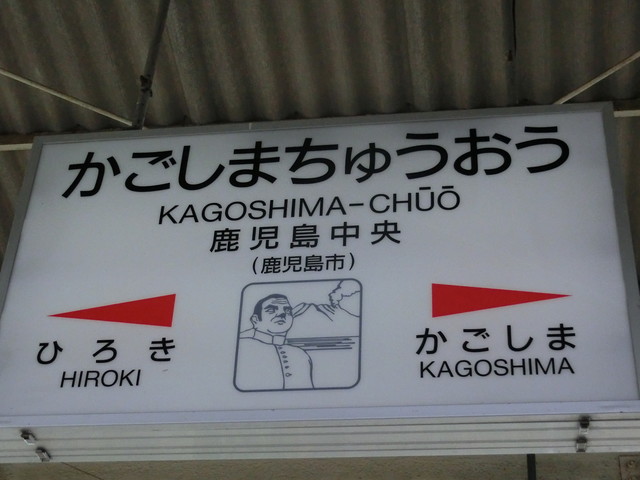 かごしまちゅうおう
KAGOSHIMA-CHŪŌ
鹿児島中央
(鹿児島市)
ひろき
HIROKI
かごしま
KAGOSHIMA